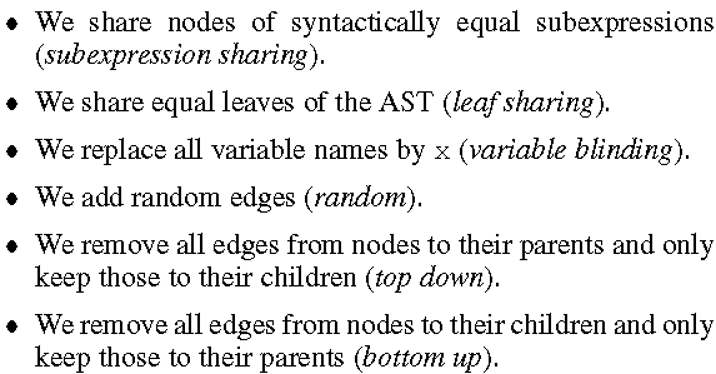 • We share nodes of syntactically equal subexpressions
(subexpression sharing).
• We share equal leaves of the AST (leaf sharing).
• We replace all variable names by x (variable blinding).
• We add random edges (random).
• We remove all edges from nodes to their parents and only
keep those to their children (top down).
• We remove all edges from nodes to their children and only
keep those to their parents (bottom up).